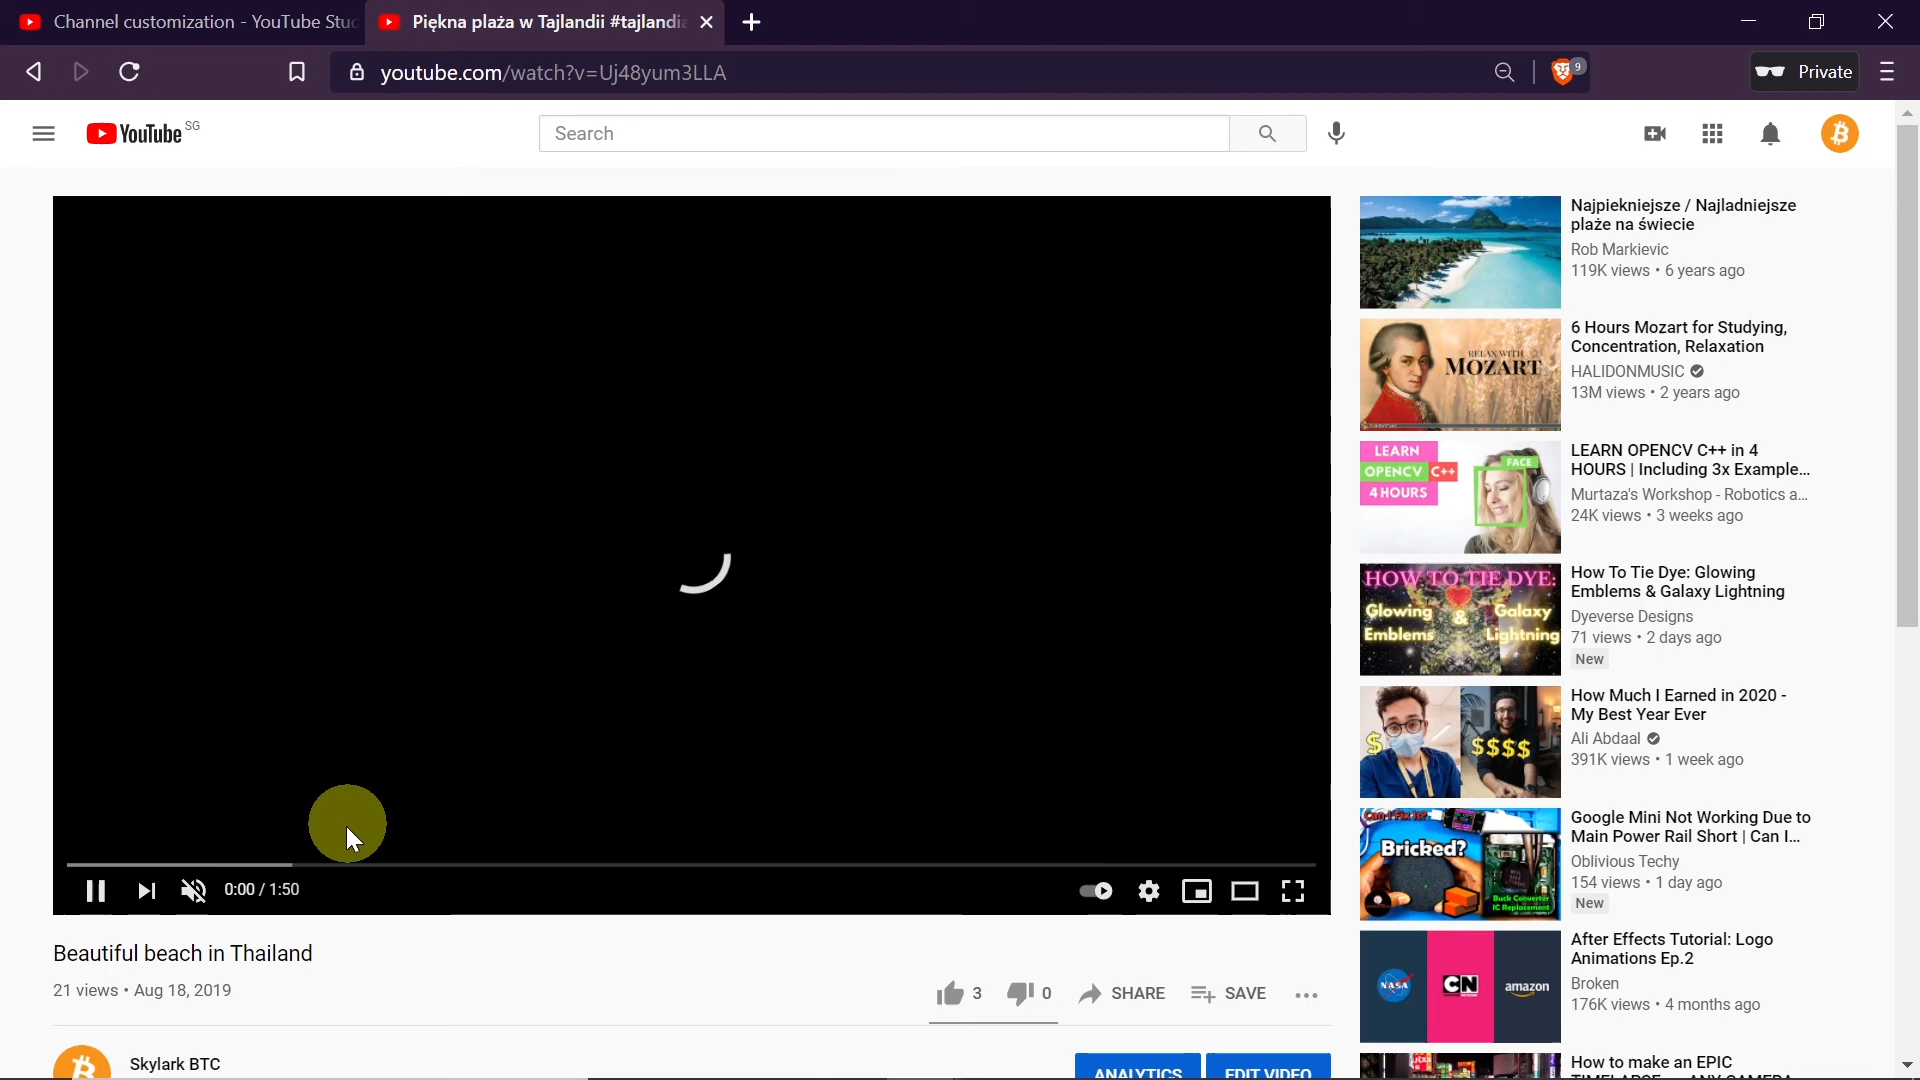 Channel customization - YouTube Stu
Piękna plaża w Tajlandii #tajlandi
youtube.com/watch?v=Uj48yum3LLA
9
Private
YouTube SG
Search
Beautiful beach in Thailand
21 views • Aug 18, 2019
0:00 / 1:50
3
0
SHARE
SAVE
Skylark BTC
ANALYTICS
EDIT VIDEO
Najpiekniejsze / Najladniejsze
plaże na świecie
Rob Markievic
119K views • 6 years ago
RELAX WITH
MOZART
6 Hours Mozart for Studying,
Concentration, Relaxation
HALIDONMUSIC
13M views • 2 years ago
LEARN
OPENCV C++
4 HOURS
FACE
LEARN OPENCV C++ in 4
HOURS | Including 3x Example...
Murtaza's Workshop - Robotics a...
24K views • 3 weeks ago
HOW TO TIE DYE:
Glowing & Galaxy
Emblems Lightning
How To Tie Dye: Glowing
Emblems & Galaxy Lightning
Dyeverse Designs
71 views • 2 days ago
New
$ $$$$
How Much I Earned in 2020 -
My Best Year Ever
Ali Abdaal
391K views • 1 week ago
Can I Fix It?
Bricked?
Buck Converter
IC Replacement
Google Mini Not Working Due to
Main Power Rail Short | Can I...
Oblivious Techy
154 views • 1 day ago
New
NASA
CN
amazon
After Effects Tutorial: Logo
Animations Ep.2
Broken
176K views • 4 months ago
How to make an EPIC